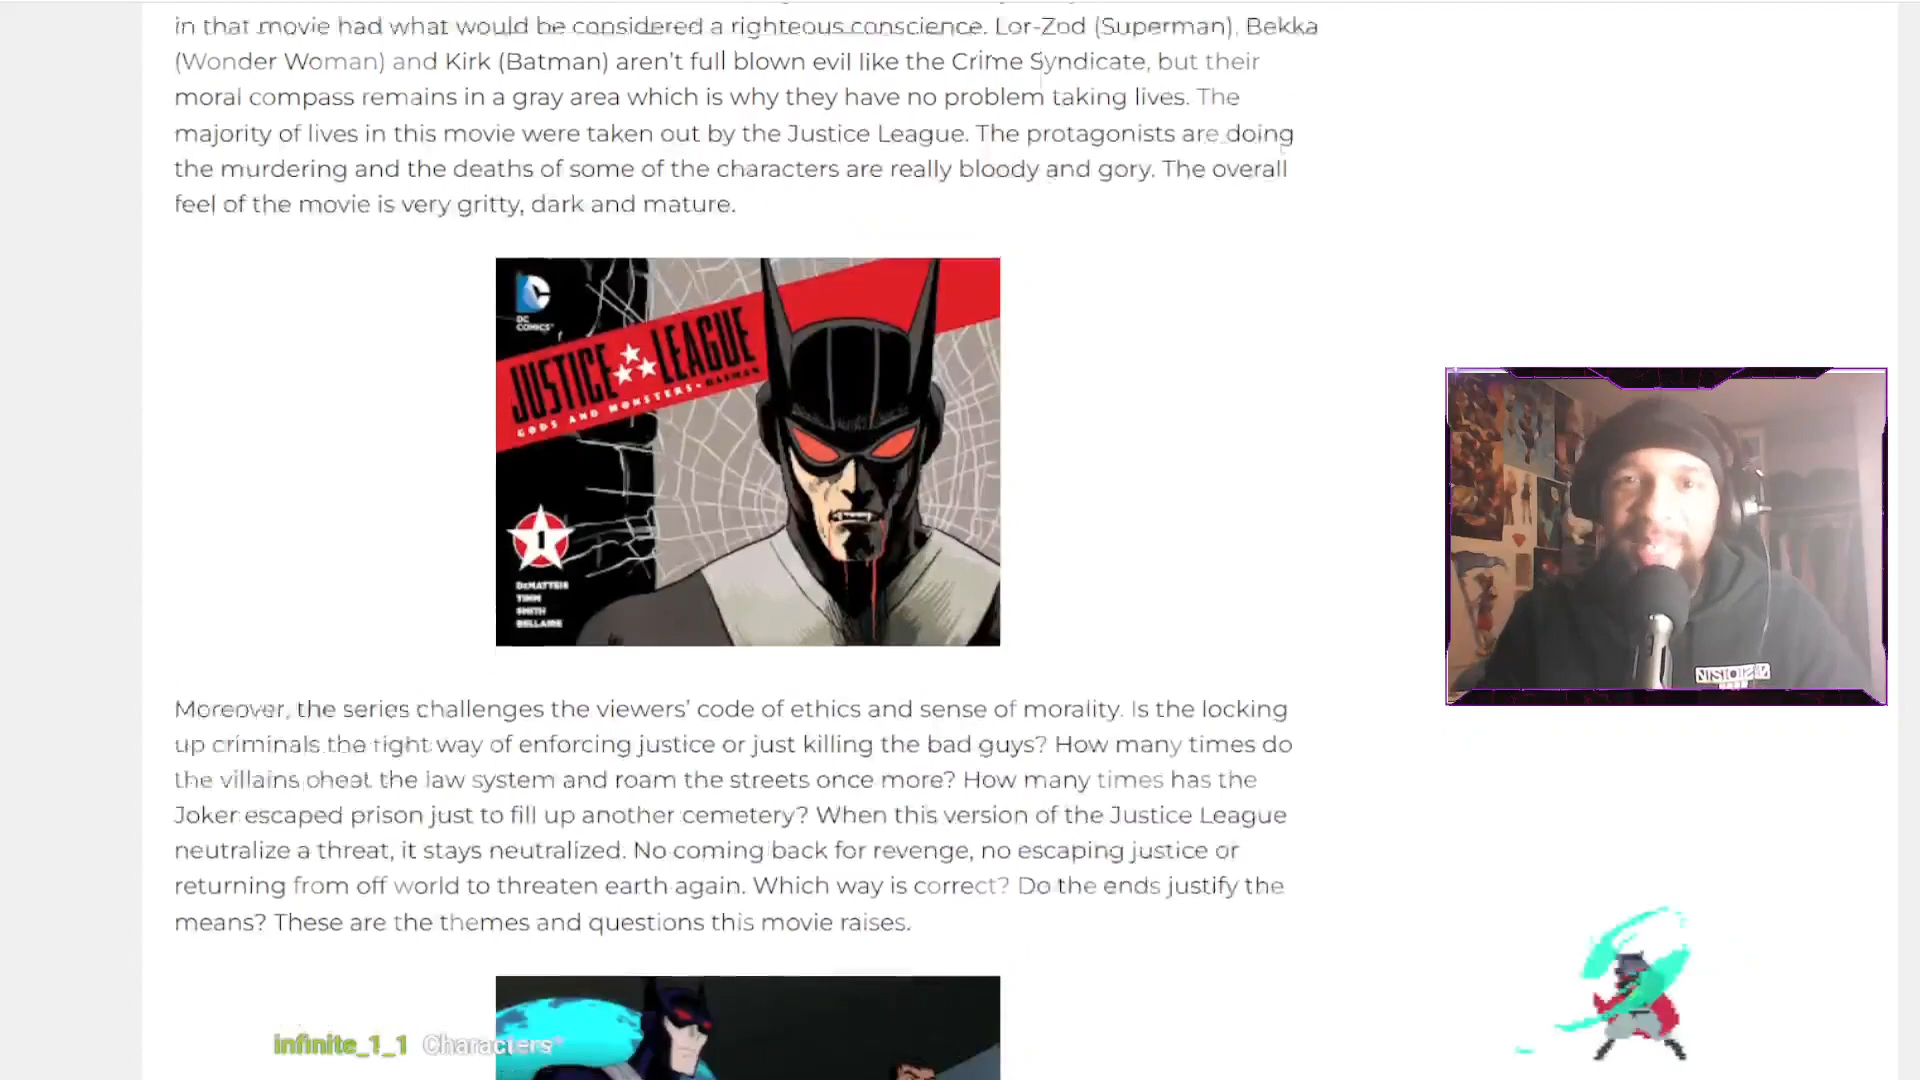 in that movie had what would be considered a righteous conscience. Lor-Zod (Superman), Bekka
(Wonder Woman) and Kirk (Batman) aren't full blown evil like the Crime Syndicate, but their
moral compass remains in a gray area which is why they have no problem taking lives. The
majority of lives in this movie were taken out by the Justice League. The protagonists are doing
the murdering and the deaths of some of the characters are really bloody and gory. The overall
feel of the movie is very gritty, dark and mature.
DC
COMICS
JUSTICE LEAGUE
GODS AND MONSTERS • BATMAN
1
DeMATTEIS
TIMM
SMITH
BELLAIRE
Moreover, the series challenges the viewers' code of ethics and sense of morality. Is the locking
up criminals the right way of enforcing justice or just killing the bad guys? How many times do
the villains cheat the law system and roam the streets once more? How many times has the
Joker escaped prison just to fill up another cemetery? When this version of the Justice League
neutralize a threat, it stays neutralized. No coming back for revenge, no escaping justice or
returning from off world to threaten earth again. Which way is correct? Do the ends justify the
means? These are the themes and questions this movie raises.
infinite_1_1 Characters*